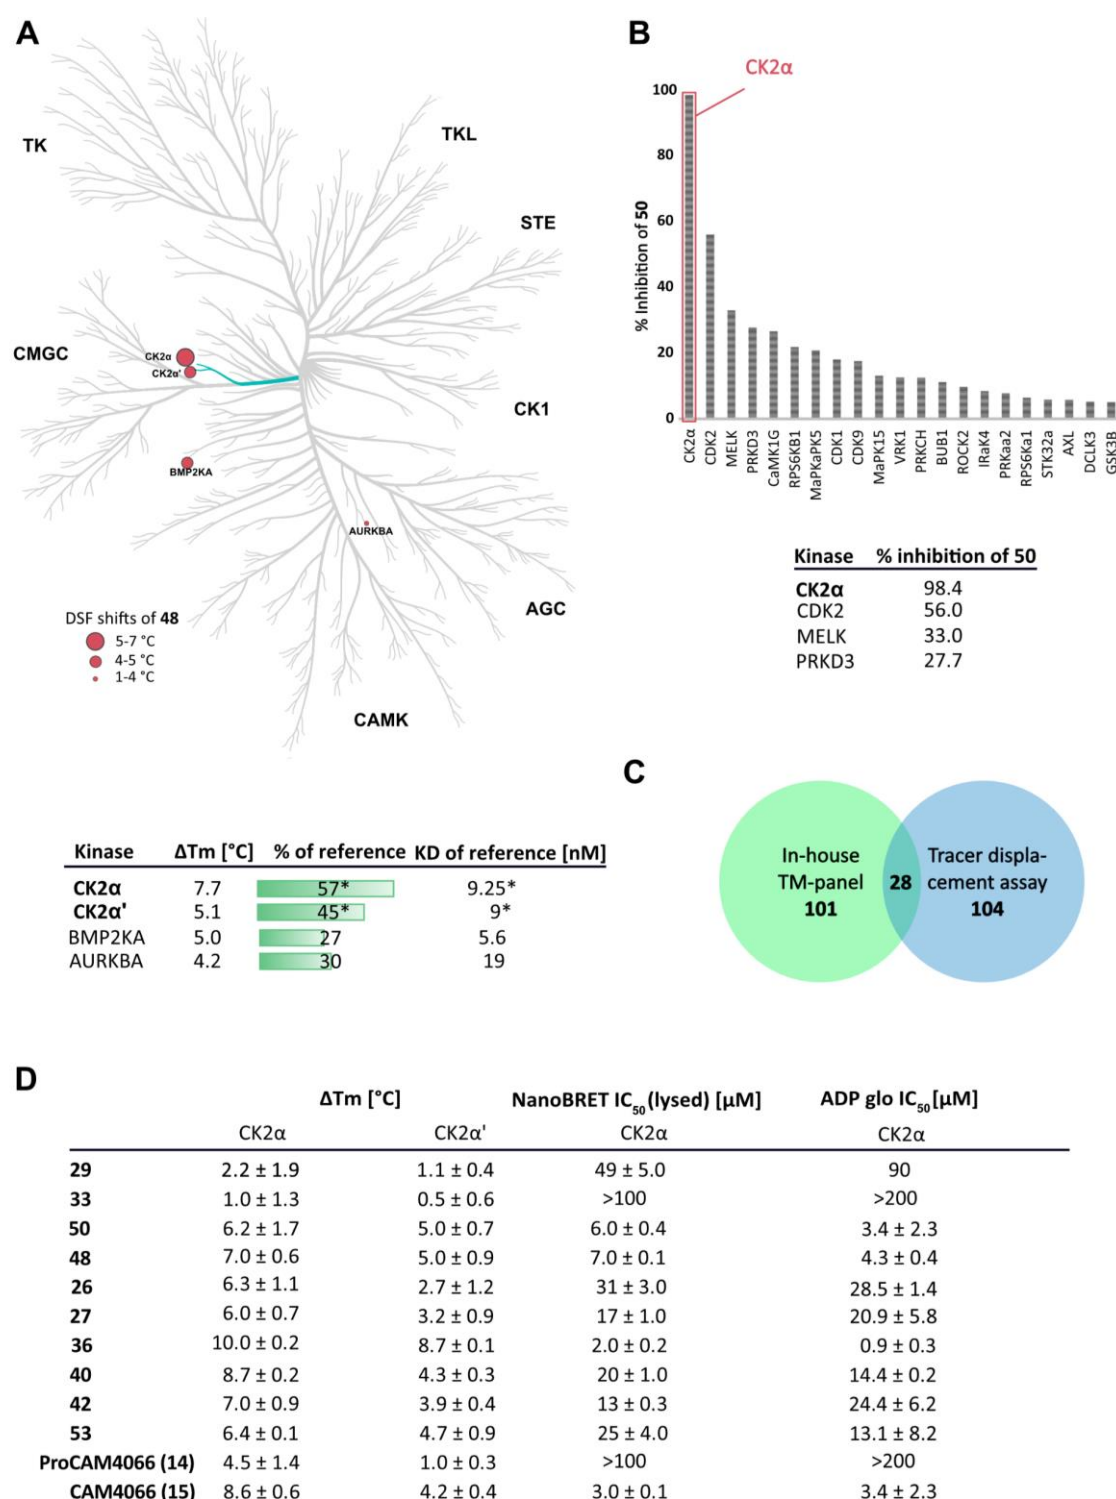 A
TK
TKL
STE
CMGC
CK2α
CK2α'
CK1
BMP2KA
AURKBA
AGC
DSF shifts of 48
5-7 °C
4-5 °C
1-4 °C
CAMK
Kinase ΔTm [°C] % of reference KD of reference [nM]
CK2α 7.7 57* 9.25*
CK2α' 5.1 45* 9*
BMP2KA 5.0 27 5.6
AURKBA 4.2 30 19
B
CK2α
% Inhibition of 50
100
80
60
40
20
0
CK2α
CDK2
MELK
PRKD3
CaMK1G
RPS6KB1
MaPKaPK5
CDK1
CDK9
MaPK15
VRK1
PRKCH
BUB1
ROCK2
IRaK4
PRKaa2
RPS6Ka1
STK32a
AXL
DCLK3
GSK3B
Kinase % inhibition of 50
CK2α 98.4
CDK2 56.0
MELK 33.0
PRKD3 27.7
C
In-house
TM-panel
101
28
Tracer displa-
cement assay
104
D
ΔTm [°C] NanoBRET IC50 (lysed) [µM] ADP glo IC50 [µM]
CK2α CK2α' CK2α CK2α
29 2.2 ± 1.9 1.1 ± 0.4 49 ± 5.0 90
33 1.0 ± 1.3 0.5 ± 0.6 >100 >200
50 6.2 ± 1.7 5.0 ± 0.7 6.0 ± 0.4 3.4 ± 2.3
48 7.0 ± 0.6 5.0 ± 0.9 7.0 ± 0.1 4.3 ± 0.4
26 6.3 ± 1.1 2.7 ± 1.2 31 ± 3.0 28.5 ± 1.4
27 6.0 ± 0.7 3.2 ± 0.9 17 ± 1.0 20.9 ± 5.8
36 10.0 ± 0.2 8.7 ± 0.1 2.0 ± 0.2 0.9 ± 0.3
40 8.7 ± 0.2 4.3 ± 0.3 20 ± 1.0 14.4 ± 0.2
42 7.0 ± 0.9 3.9 ± 0.4 13 ± 0.3 24.4 ± 6.2
53 6.4 ± 0.1 4.7 ± 0.9 25 ± 4.0 13.1 ± 8.2
ProCAM4066 (14) 4.5 ± 1.4 1.0 ± 0.3 >100 >200
CAM4066 (15) 8.6 ± 0.6 4.2 ± 0.4 3.0 ± 0.1 3.4 ± 2.3